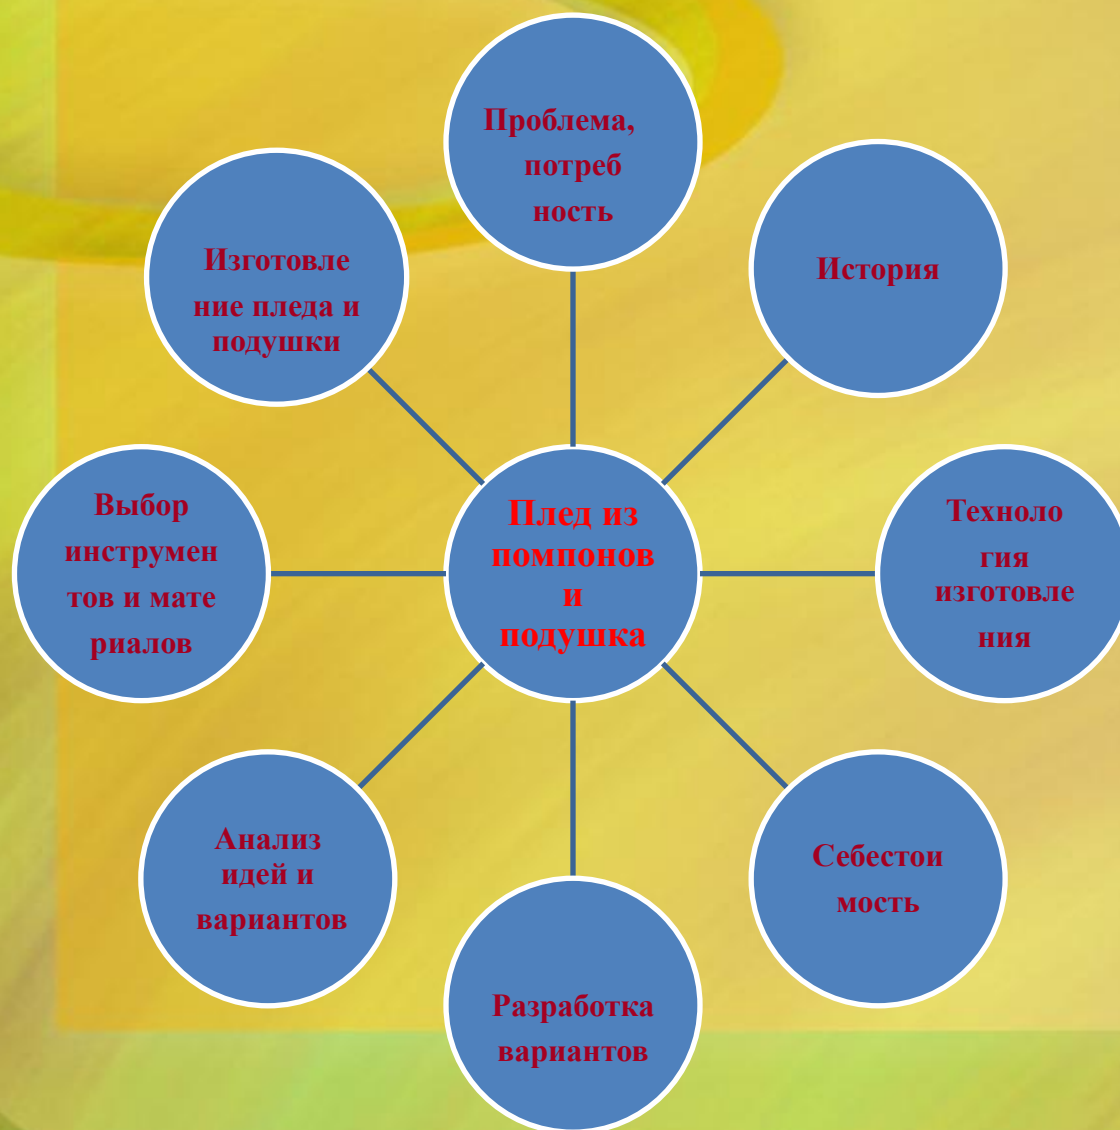 Проблема,
потреб
ность
История
Техноло
гия
изготовле
ния
Себестои
мость
Разработка
вариантов
Анализ
идей и
вариантов
Выбор
инструмен
тов и мате
риалов
Изготовле
ние пледа и
подушки
Плед из
помпонов
и
подушка